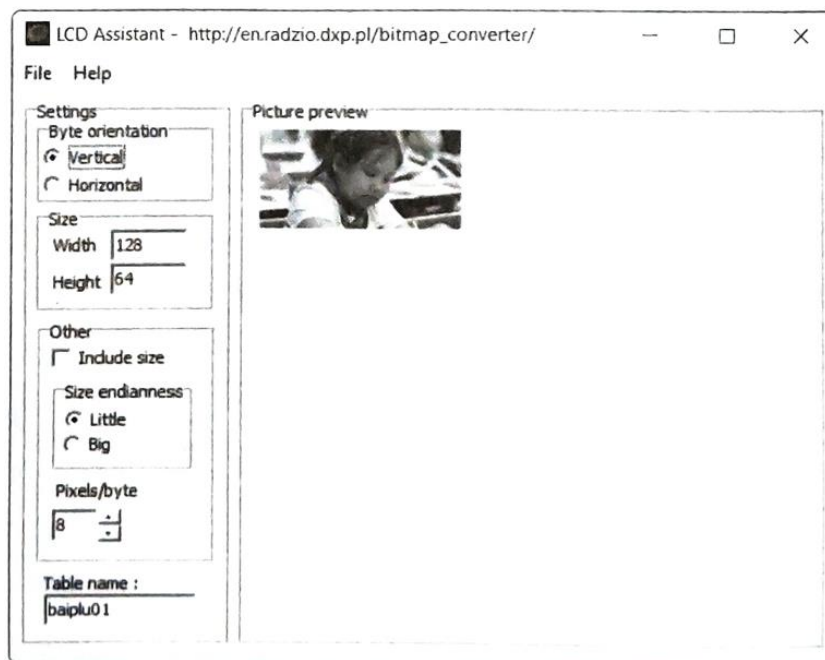 LCD Assistant - http://en.radzio.dxp.pl/bitmap_converter/
File Help
Settings
Byte orientation
Vertical
Horizontal
Size
Width 128
Height 64
Other
Include size
Size endianness
Little
Big
Pixels/byte
8
Table name :
baiplu01
Picture preview